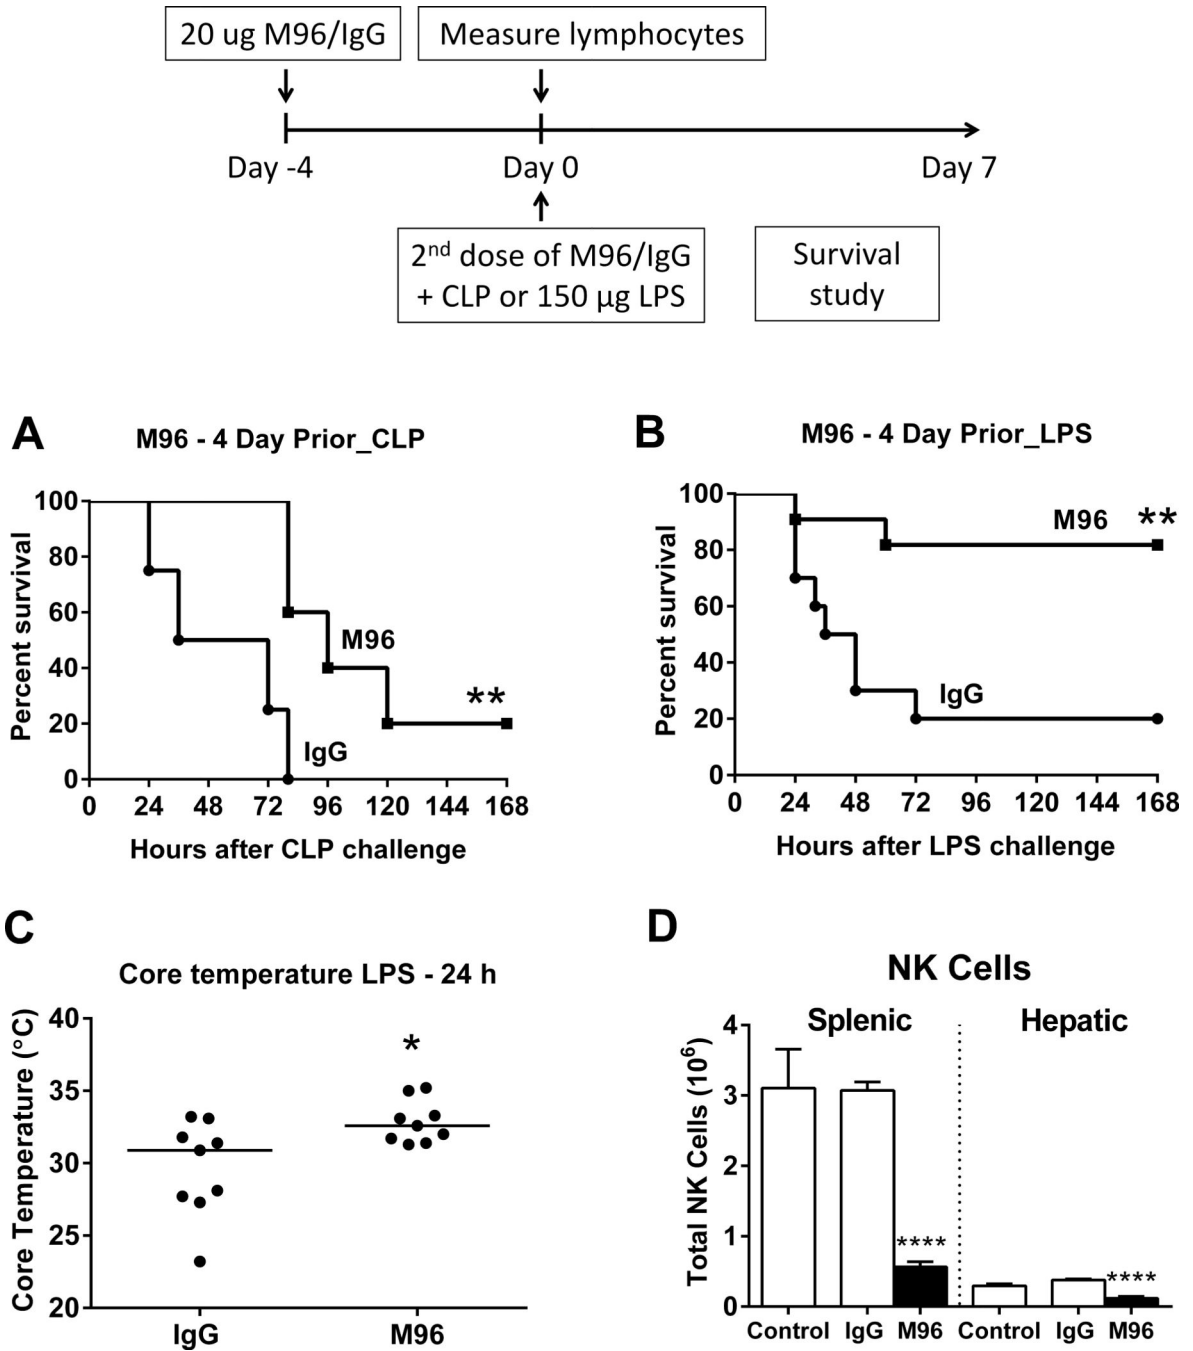 20 ug M96/IgG
Measure lymphocytes
Day -4
Day 0
Day 7
2nd dose of M96/IgG
+ CLP or 150 µg LPS
Survival
study
A
M96 - 4 Day Prior_CLP
Percent survival
100
80
60
40
20
0
M96
**
IgG
0 24 48 72 96 120 144 168
Hours after CLP challenge
B
M96 - 4 Day Prior_LPS
Percent survival
100
80
60
40
20
0
M96 **
IgG
0 24 48 72 96 120 144 168
Hours after LPS challenge
C
Core temperature LPS - 24 h
Core Temperature (°C)
40
35
30
25
20
*
IgG M96
D
NK Cells
Splenic Hepatic
Total NK Cells (10⁶)
4
3
2
1
0
****
****
Control IgG M96 Control IgG M96